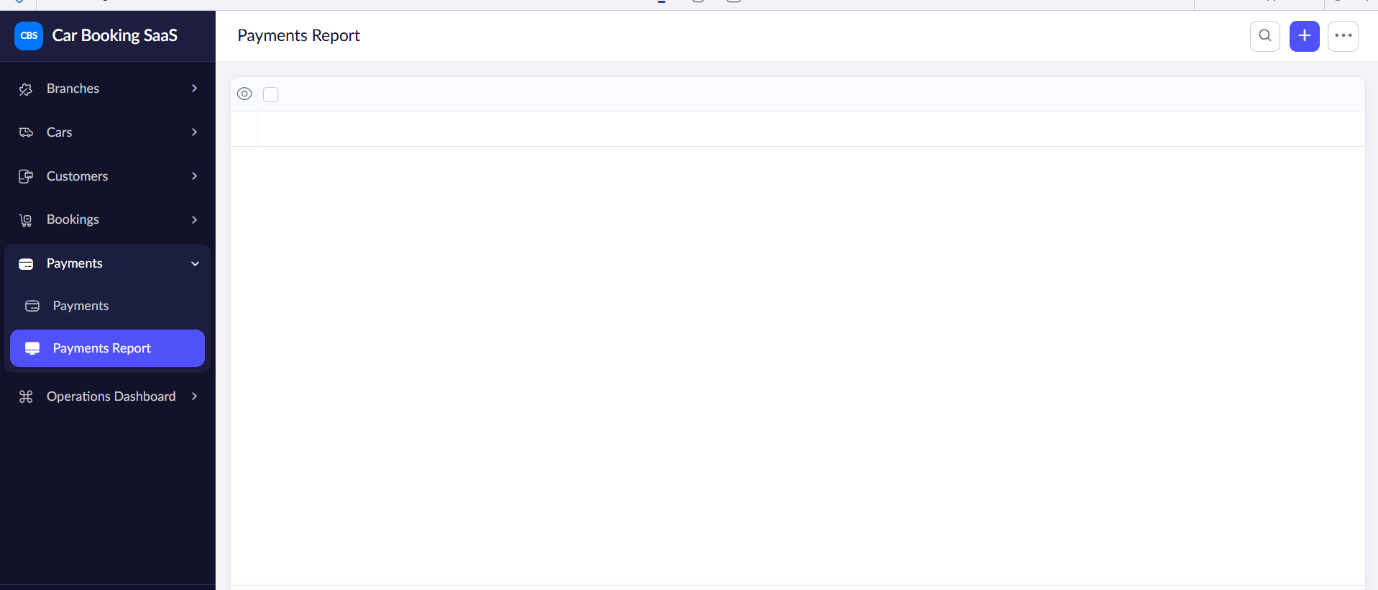 CBS Car Booking SaaS
Payments Report
Branches
Cars
Customers
Bookings
Payments
Payments
Payments Report
Operations Dashboard